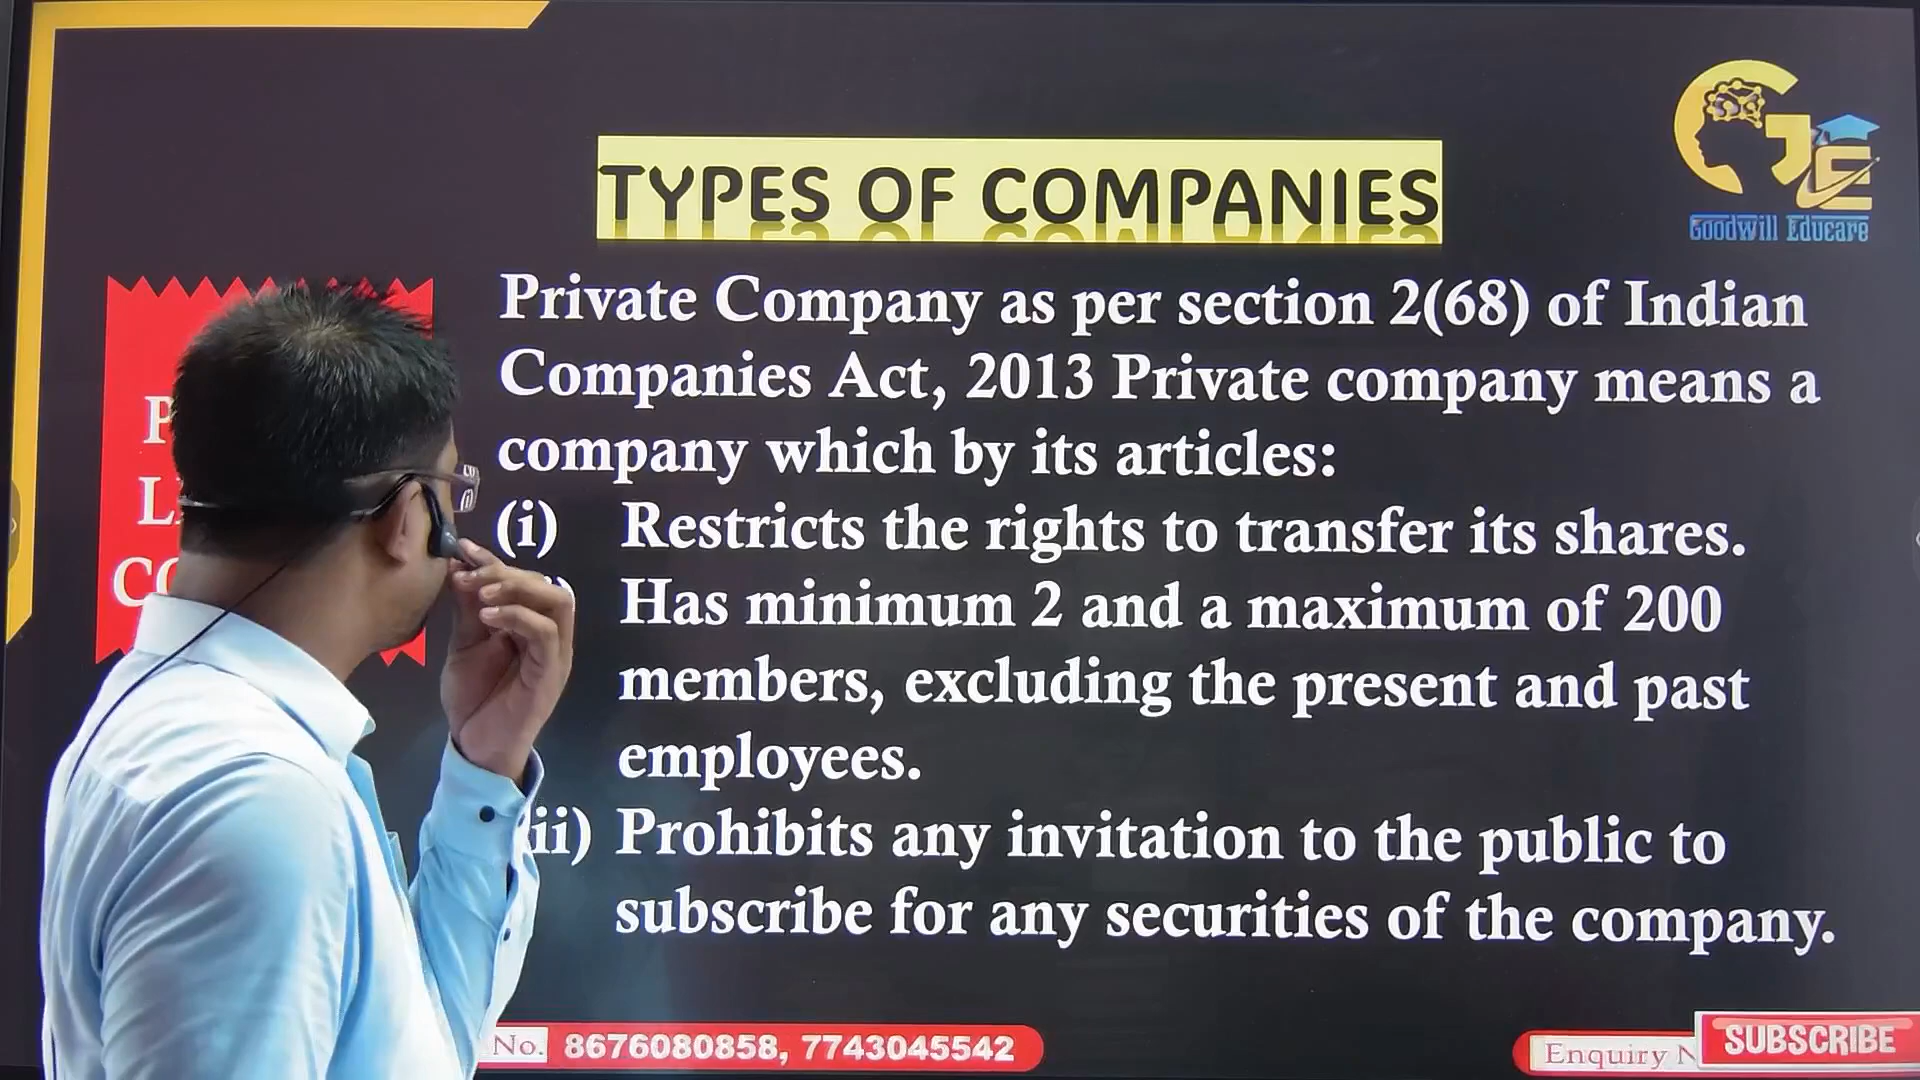 TYPES OF COMPANIES
Goodwill Educare
Private Company as per section 2(68) of Indian
Companies Act, 2013 Private company means a
company which by its articles:
(i) Restricts the rights to transfer its shares.
Has minimum 2 and a maximum of 200
members, excluding the present and past
employees.
ii) Prohibits any invitation to the public to
subscribe for any securities of the company.
No. 8676080858, 7743045542
Enquiry N
SUBSCRIBE